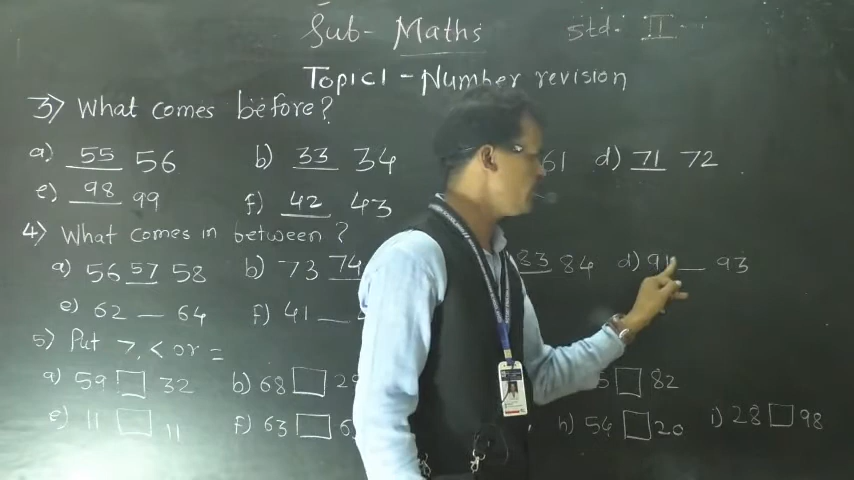 Sub- Maths Std: II
Topic 1 - Number revision
3) What comes before?
a) 55 56 b) 33 34 61 d) 71 72
e) 98 99 f) 42 43
4) What comes in between?
a) 56 57 58 b) 73 74 83 84 d) 91 __ 93
e) 62 __ 64 f) 41 __
5) Put >, < or =
a) 59 □ 32 b) 68 □ 29 5 □ 82
e) 11 □ 11 f) 63 □ 6 h) 54 □ 20 i) 28 □ 98